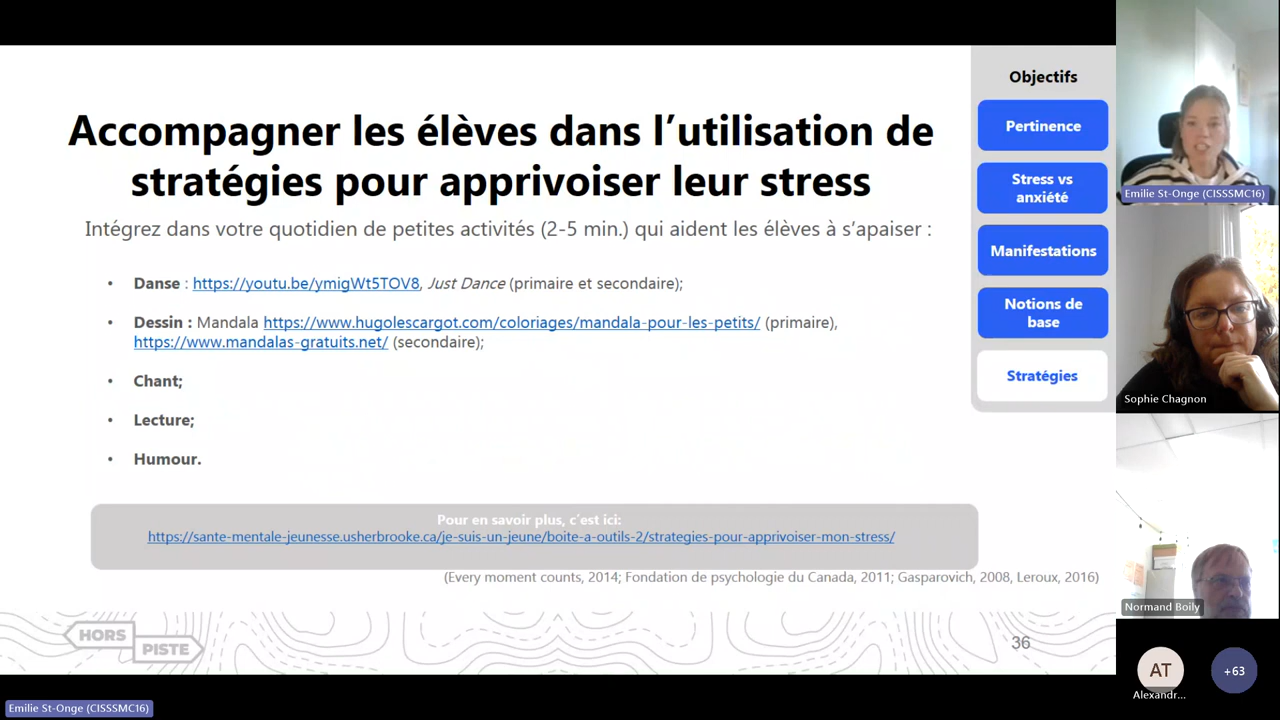 Accompagner les élèves dans l’utilisation de
stratégies pour apprivoiser leur stress
Intégrez dans votre quotidien de petites activités (2-5 min.) qui aident les élèves à s’apaiser :
• Danse : https://youtu.be/ymigWt5TOV8, Just Dance (primaire et secondaire);
• Dessin : Mandala https://www.hugolescargot.com/coloriages/mandala-pour-les-petits/ (primaire),
https://www.mandalas-gratuits.net/ (secondaire);
• Chant;
• Lecture;
• Humour.
Pour en savoir plus, c’est ici:
https://sante-mentale-jeunesse.usherbrooke.ca/je-suis-un-jeune/boite-a-outils-2/strategies-pour-apprivoiser-mon-stress/
(Every moment counts, 2014; Fondation de psychologie du Canada, 2011; Gasparovich, 2008, Leroux, 2016)
HORS
PISTE
36
Objectifs
Pertinence
Stress vs
anxiété
Manifestations
Notions de
base
Stratégies
Emilie St-Onge (CISSSMC16)
Sophie Chagnon
Normand Boily
AT
Alexandr...
+63
Emilie St-Onge (CISSSMC16)